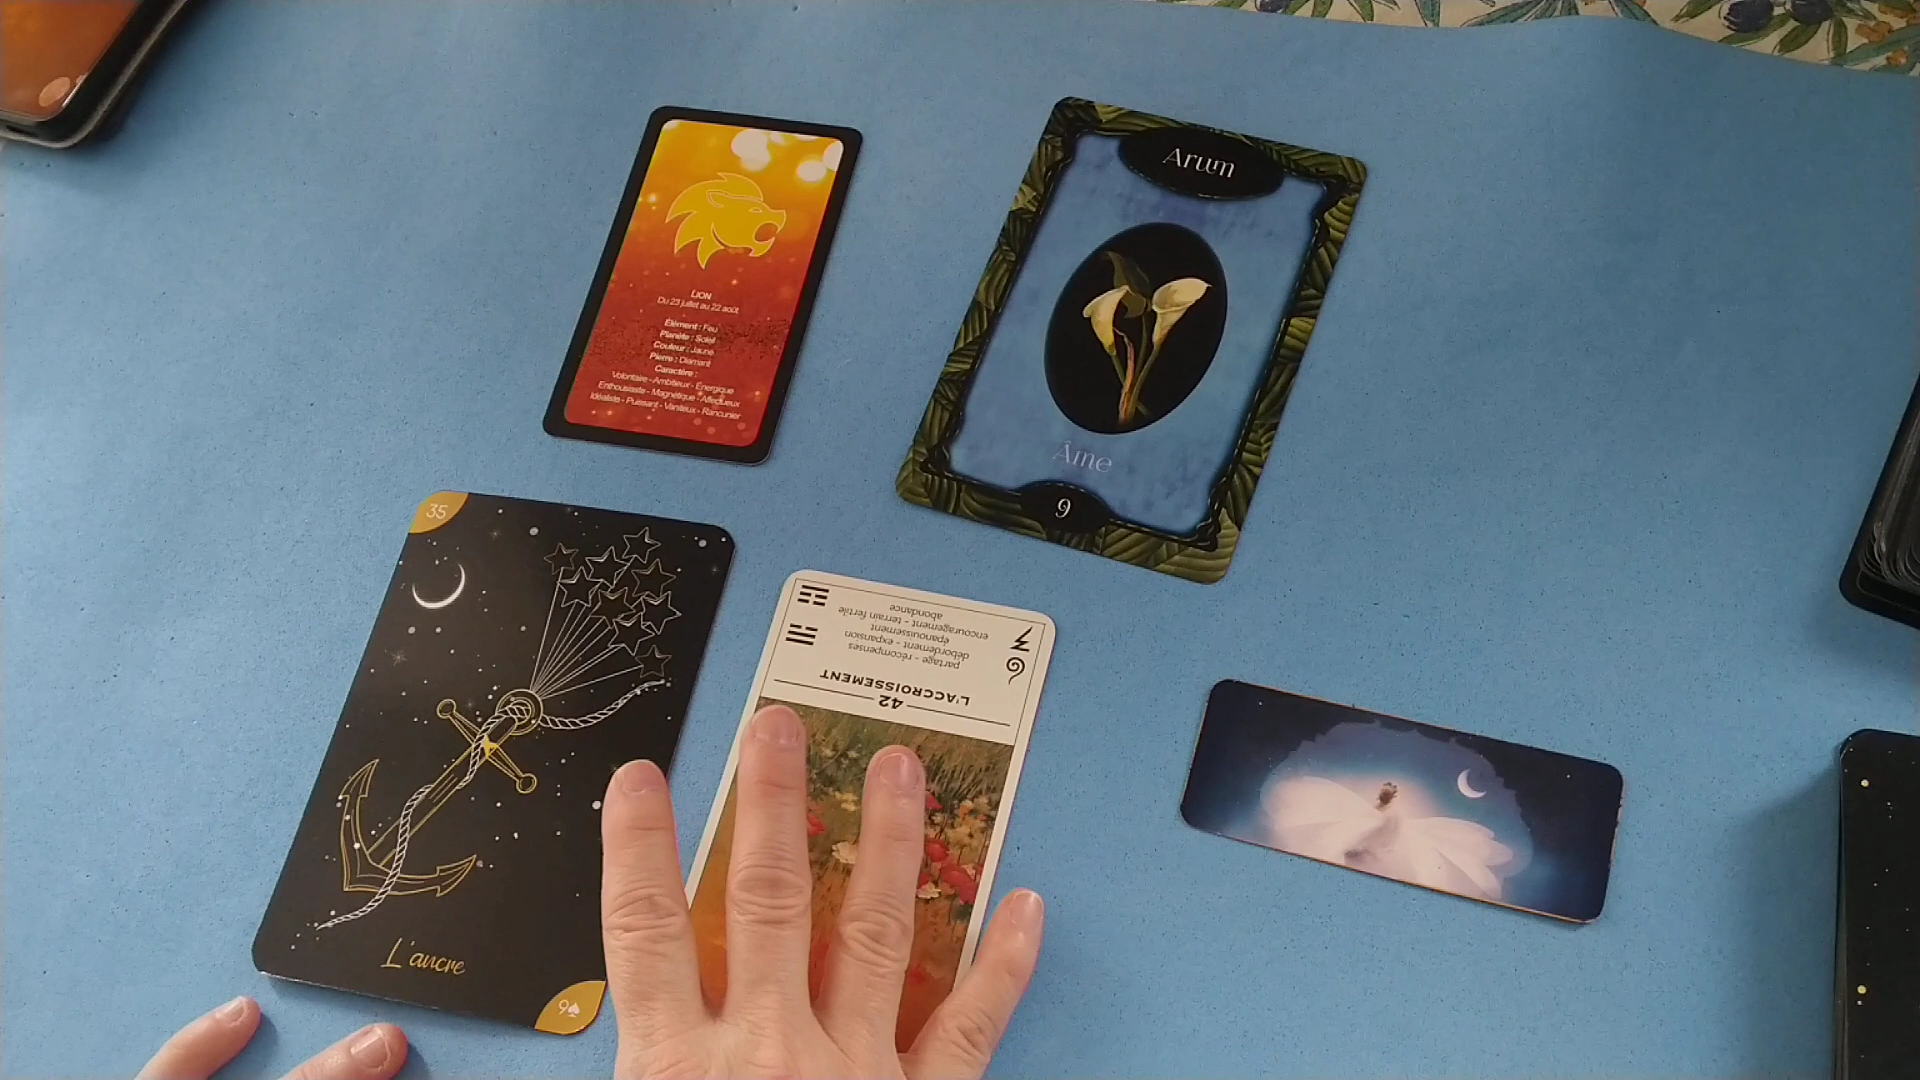 LION
Du 23 juillet au 22 août
Élément : Feu
Planète : Soleil
Couleur : Jaune
Pierre : Diamant
Caractère :
Volontaire - Ambitieux - Énergique
Enthousiaste - Magnétique - Affectueux
Idéaliste - Puissant - Vaniteux - Rancunier
Arum
Âme
9
35
L'ancre
9
42
L'ACCROISSEMENT
partage - récompenses
débordement - expansion
épanouissement
encouragement - terrain fertile
abondance